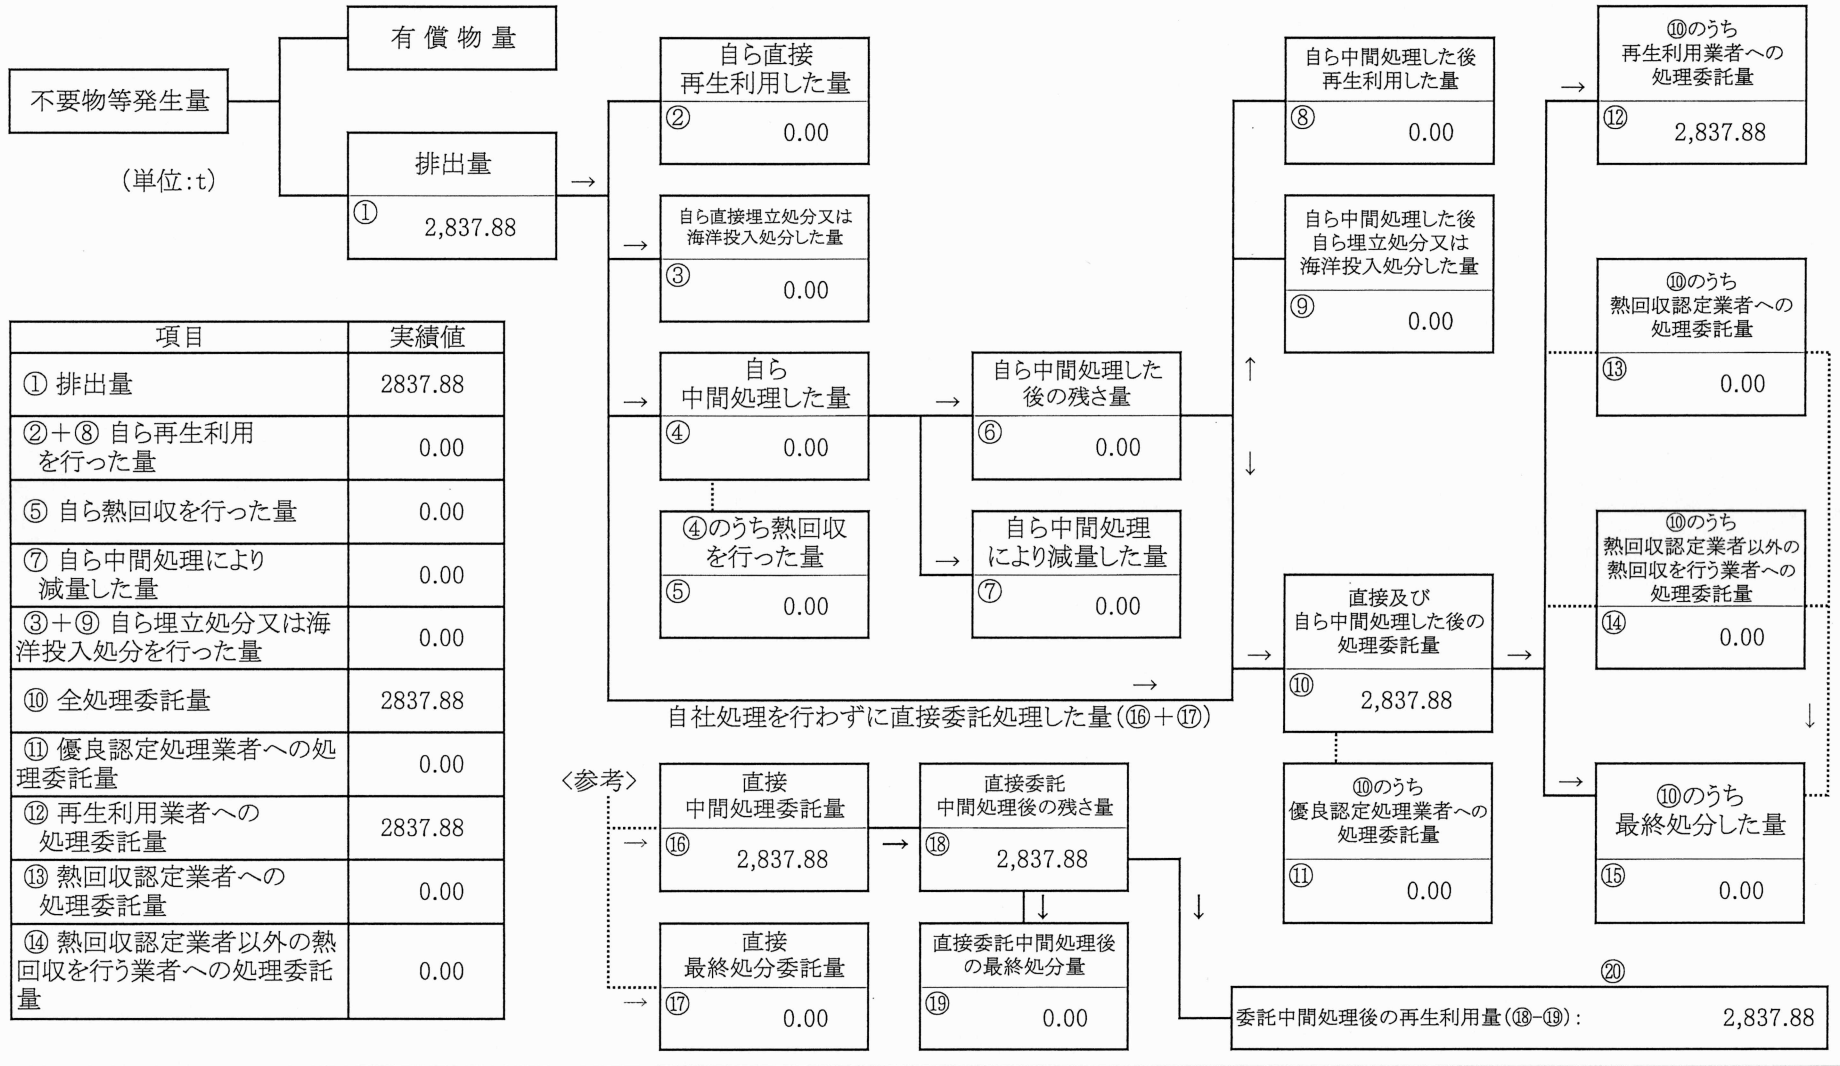 不要物等発生量
(単位:t)
有償物量
排出量
① 2,837.88
自ら直接
再生利用した量
② 0.00
自ら直接埋立処分又は
海洋投入処分した量
③ 0.00
自ら
中間処理した量
④ 0.00
④のうち熱回収
を行った量
⑤ 0.00
自ら中間処理した
後の残さ量
⑥ 0.00
自ら中間処理
により減量した量
⑦ 0.00
自ら中間処理した後
再生利用した量
⑧ 0.00
自ら中間処理した後
自ら埋立処分又は
海洋投入処分した量
⑨ 0.00
直接及び
自ら中間処理した後の
処理委託量
⑩ 2,837.88
⑩のうち
優良認定処理業者への
処理委託量
⑪ 0.00
⑩のうち
再生利用業者への
処理委託量
⑫ 2,837.88
⑩のうち
熱回収認定業者への
処理委託量
⑬ 0.00
⑩のうち
熱回収認定業者以外の
熱回収を行う業者への
処理委託量
⑭ 0.00
⑩のうち
最終処分した量
⑮ 0.00
自社処理を行わずに直接委託処理した量(⑯+⑰)
<参考>
直接
中間処理委託量
⑯ 2,837.88
直接
最終処分委託量
⑰ 0.00
直接委託
中間処理後の残さ量
⑱ 2,837.88
直接委託中間処理後
の最終処分量
⑲ 0.00
⑳
委託中間処理後の再生利用量(⑱-⑲): 2,837.88
項目 実績値
① 排出量 2837.88
②+⑧ 自ら再生利用
を行った量 0.00
⑤ 自ら熱回収を行った量 0.00
⑦ 自ら中間処理により
減量した量 0.00
③+⑨ 自ら埋立処分又は海
洋投入処分を行った量 0.00
⑩ 全処理委託量 2837.88
⑪ 優良認定処理業者への処
理委託量 0.00
⑫ 再生利用業者への
処理委託量 2837.88
⑬ 熱回収認定業者への
処理委託量 0.00
⑭ 熱回収認定業者以外の熱
回収を行う業者への処理委託 0.00
量